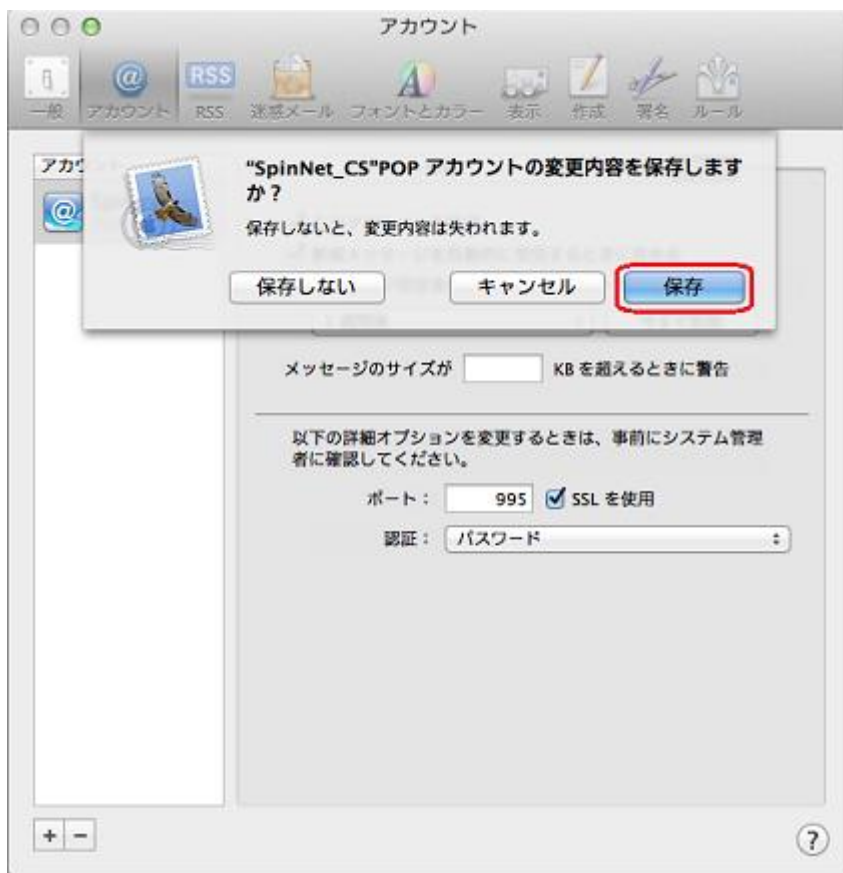 アカウント
RSS
一般 アカウント RSS 迷惑メール フォントとカラー 表示 作成 署名 ルール
"SpinNet_CS"POP アカウントの変更内容を保存します
か？
保存しないと、変更内容は失われます。
保存しない キャンセル 保存
メッセージのサイズが KB を超えるときに警告
以下の詳細オプションを変更するときは、事前にシステム管理
者に確認してください。
ポート： 995 SSL を使用
認証： パスワード